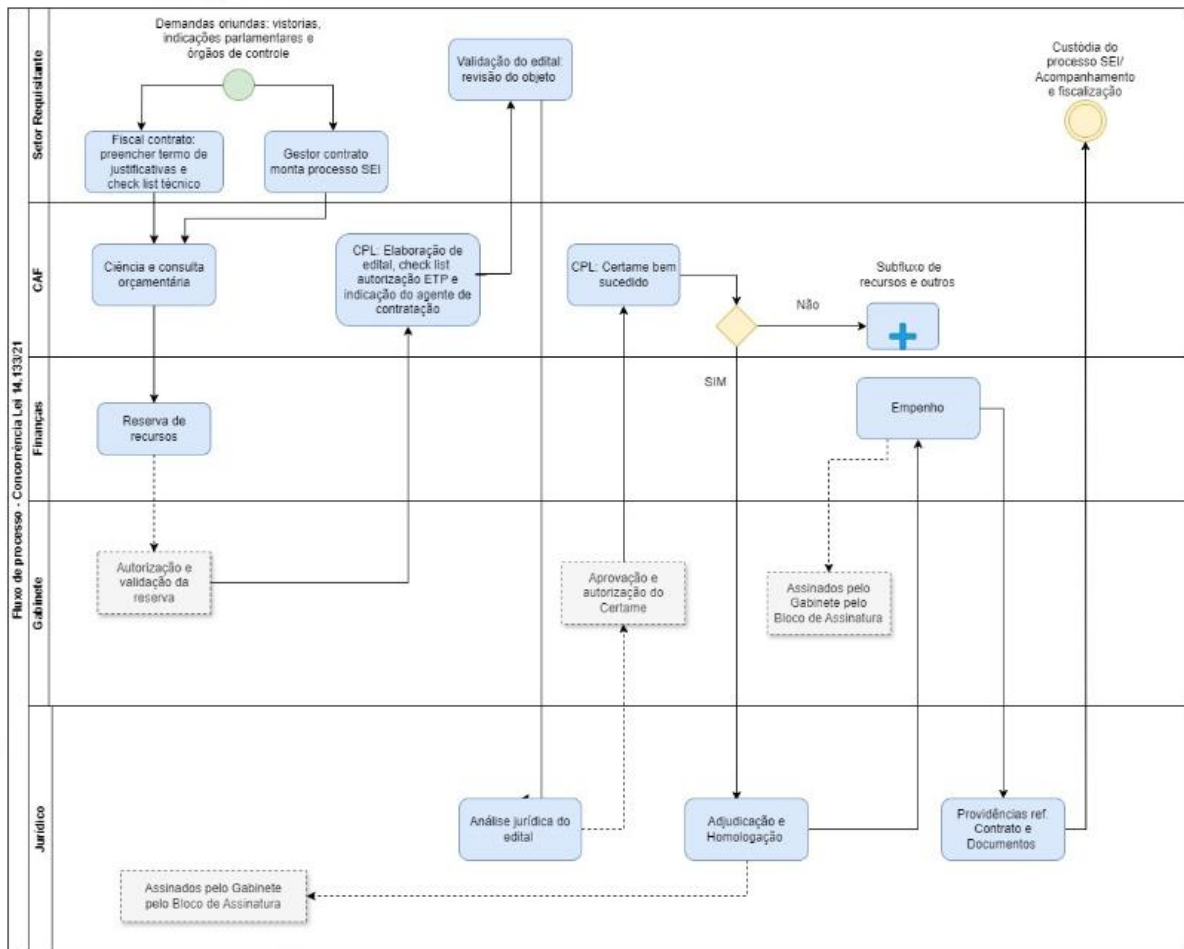 Fluxo de processo - Concorrência Lei 14.133/21
Setor Requisitante
Demandas oriundas: vistorias,
indicações parlamentares e
órgãos de controle
Fiscal contrato:
preencher termo de
justificativas e
check list técnico
Gestor contrato
monta processo SEI
Validação do edital:
revisão do objeto
Custódia do
processo SEI/
Acompanhamento
e fiscalização
CAF
Ciência e consulta
orçamentária
CPL: Elaboração de
edital, check list
autorização ETP e
indicação do agente de
contratação
CPL: Certame bem
sucedido
Não
Subfluxo de
recursos e outros
SIM
Finanças
Reserva de
recursos
Empenho
Gabinete
Autorização e
validação da
reserva
Aprovação e
autorização do
Certame
Assinados pelo
Gabinete pelo
Bloco de Assinatura
Jurídico
Análise jurídica do
edital
Adjudicação e
Homologação
Providências ref.
Contrato e
Documentos
Assinados pelo Gabinete
pelo Bloco de Assinatura